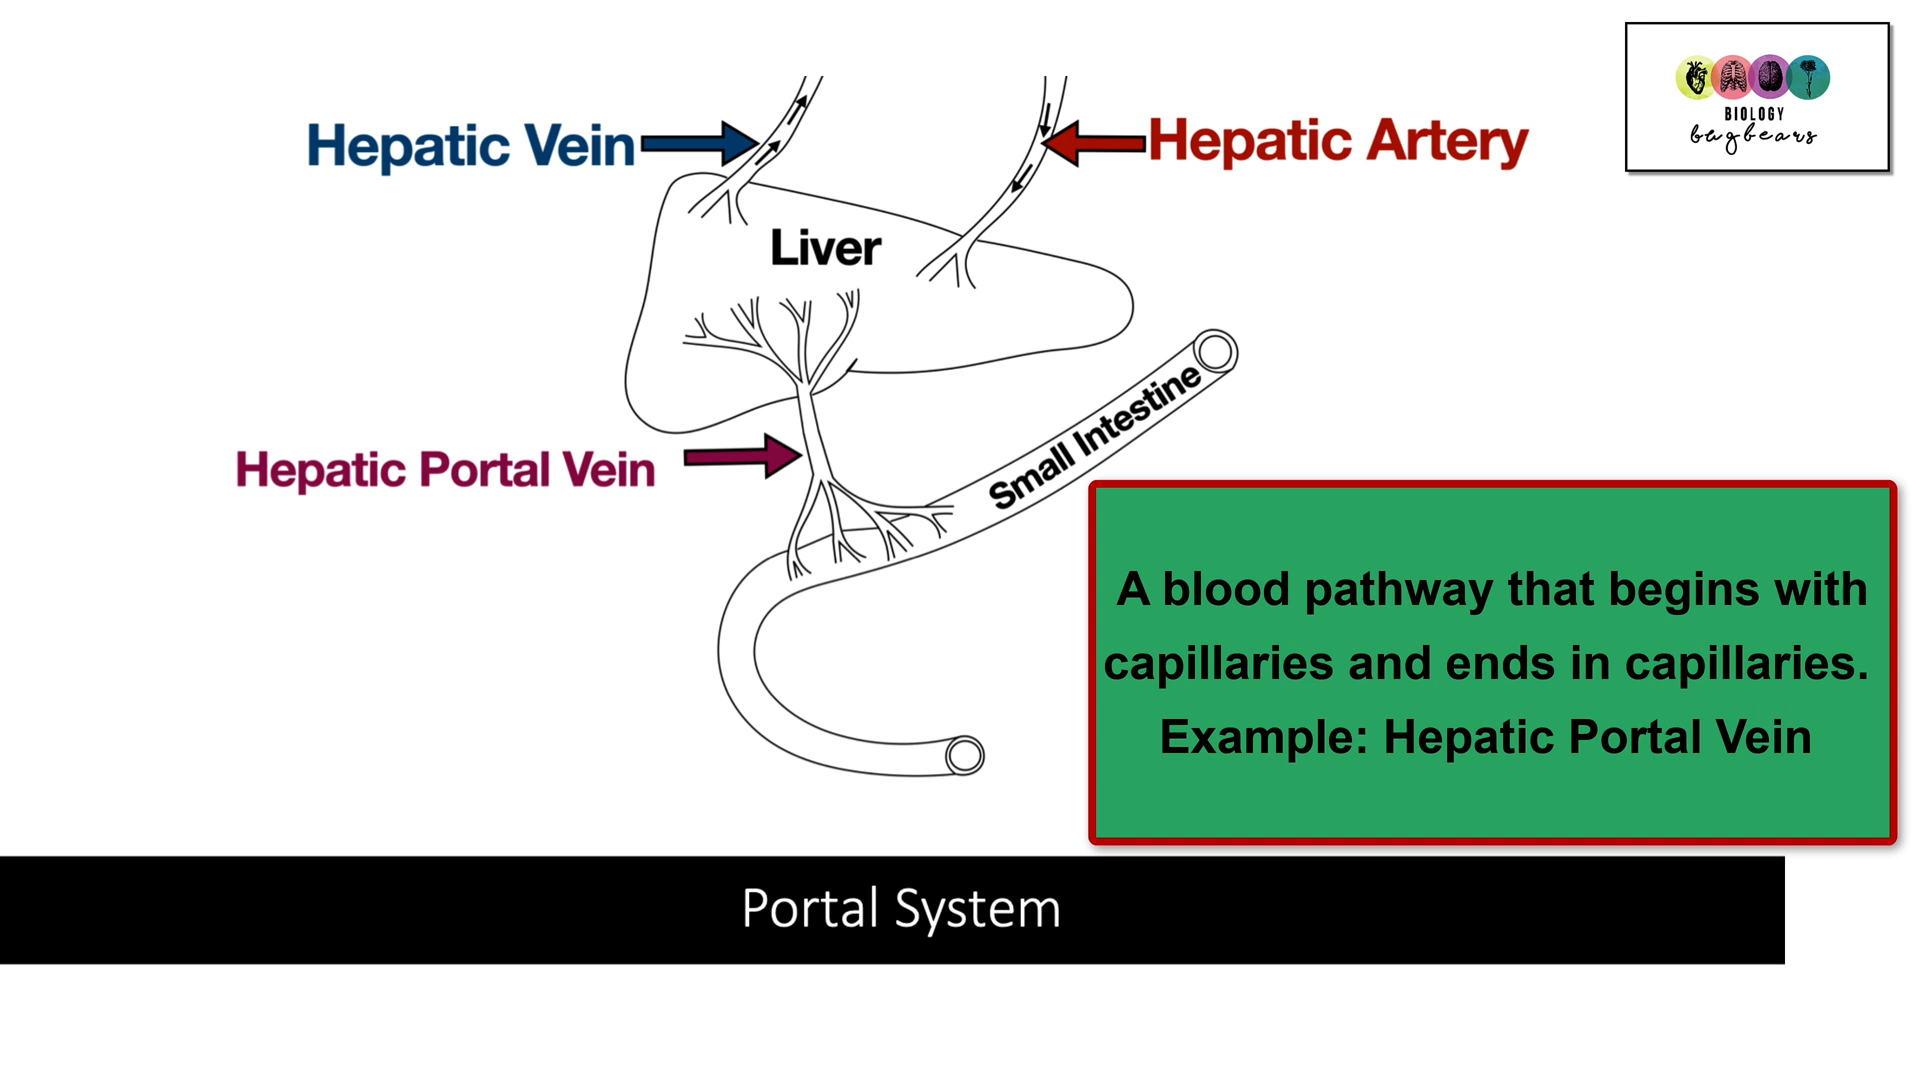 Hepatic Vein
Hepatic Artery
BIOLOGY
bugbears
Liver
Small Intestine
Hepatic Portal Vein
A blood pathway that begins with
capillaries and ends in capillaries.
Example: Hepatic Portal Vein
Portal System